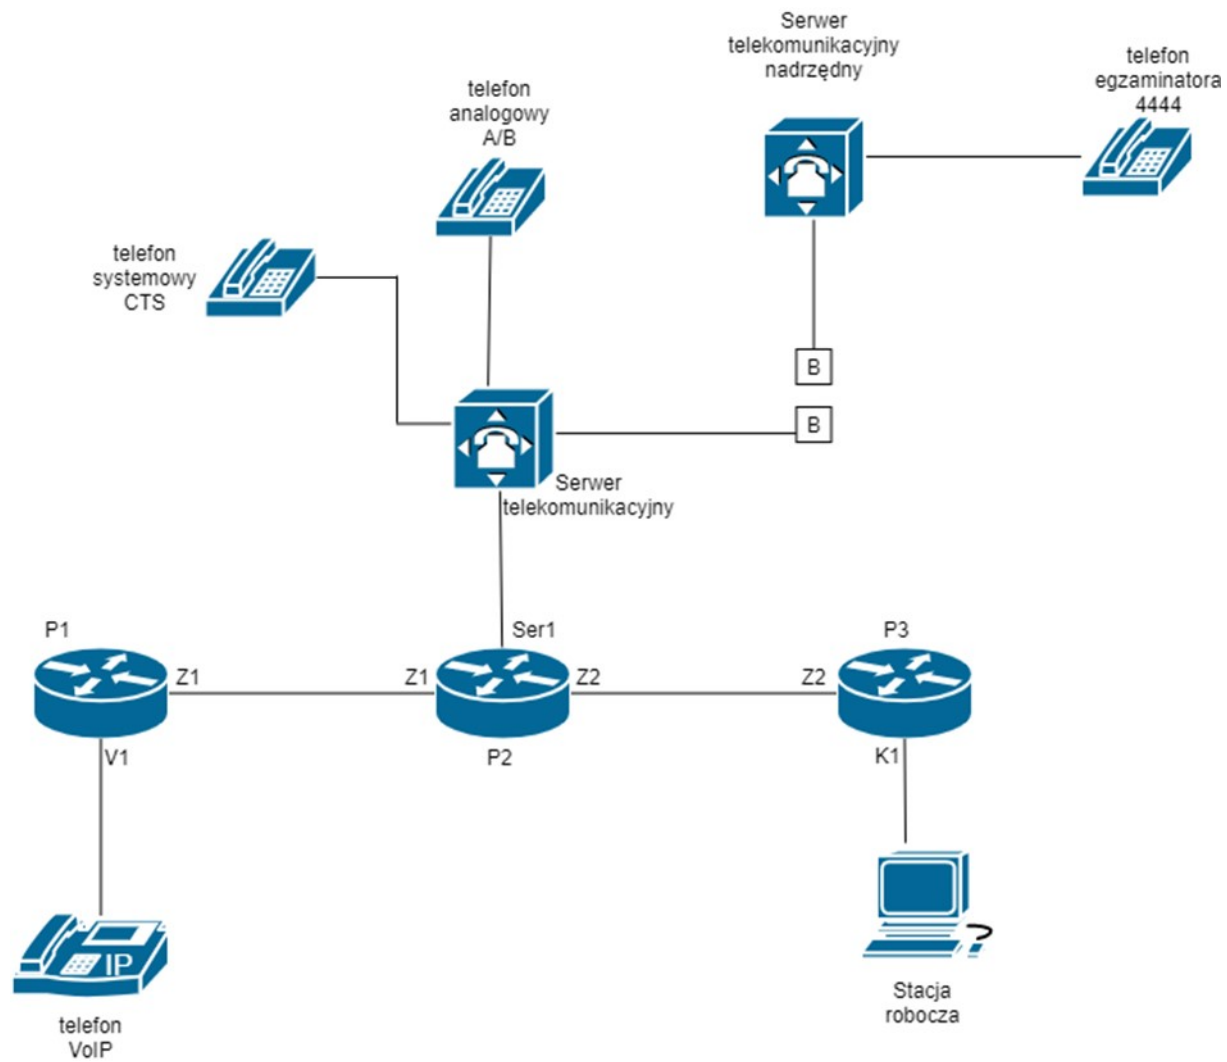 Serwer
telekomunikacyjny
nadrzędny
telefon
egzaminatora
4444
telefon
analogowy
A/B
telefon
systemowy
CTS
B
B
Serwer
telekomunikacyjny
P1
Ser1
P3
Z1
Z1
Z2
Z2
V1
P2
K1
IP
telefon
VoIP
Stacja
robocza